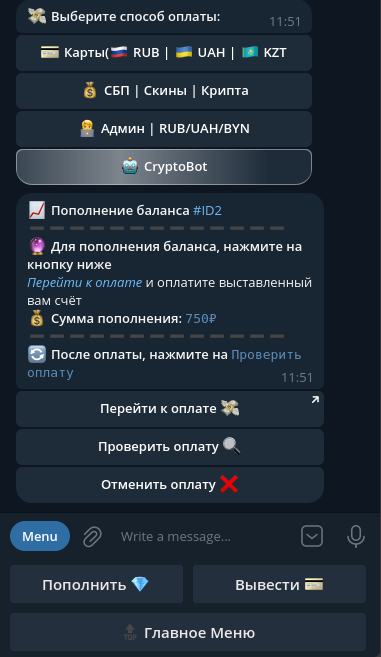 💸 Выберите способ оплаты:
11:51
💳 Карты(🇷🇺 RUB | 🇺🇦 UAH | 🇰🇿 KZT
💰 СБП | Скины | Крипта
👨‍💻 Админ | RUB/UAH/BYN
🤖 CryptoBot
📈 Пополнение баланса #ID2
➖➖➖➖➖➖➖➖➖➖➖➖➖
🔮 Для пополнения баланса, нажмите на
кнопку ниже
Перейти к оплате и оплатите выставленный
вам счёт
💰 Сумма пополнения: 750₽
➖➖➖➖➖➖➖➖➖➖➖➖➖
🔄 После оплаты, нажмите на Проверить
оплату
11:51
Перейти к оплате 💸
Проверить оплату 🔍
Отменить оплату ❌
Menu
Write a message...
Пополнить 💎
Вывести 💳
🔝 Главное Меню